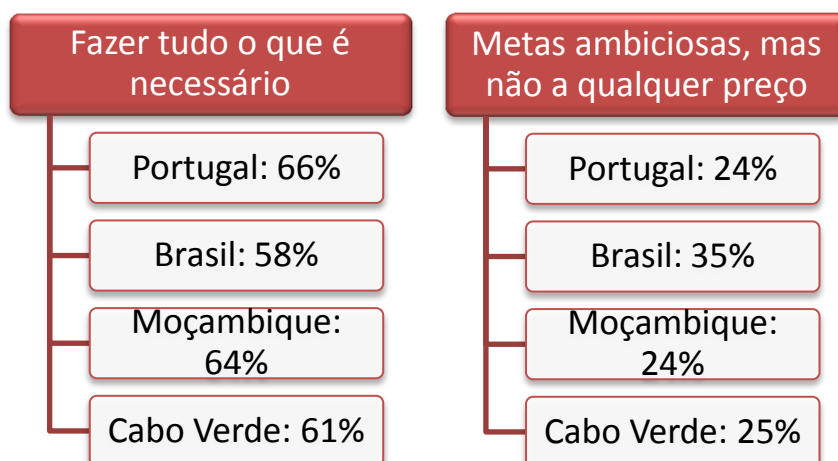 Fazer tudo o que é
necessário
Portugal: 66%
Brasil: 58%
Moçambique:
64%
Cabo Verde: 61%
Metas ambiciosas, mas
não a qualquer preço
Portugal: 24%
Brasil: 35%
Moçambique:
24%
Cabo Verde: 25%